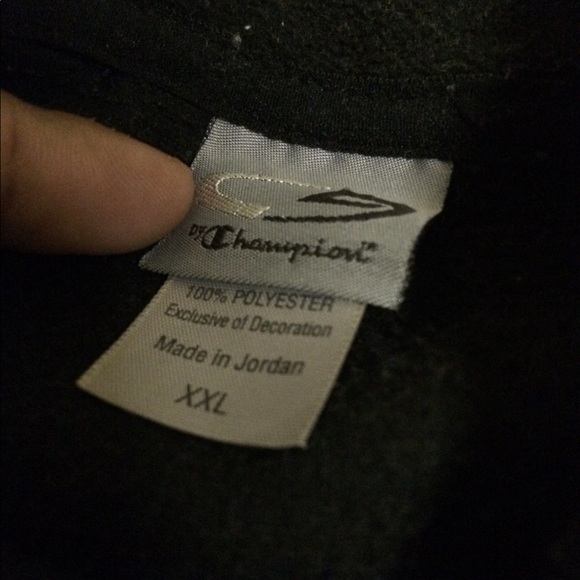 BY Champion
100% POLYESTER
Exclusive of Decoration
Made in Jordan
XXL